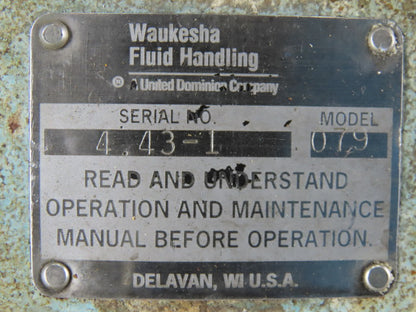 Waukesha
Fluid Handling
® A United Dominion Company
SERIAL NO. MODEL
4.43-1 079
READ AND UNDERSTAND
OPERATION AND MAINTENANCE
MANUAL BEFORE OPERATION.
DELAVAN, WI U.S.A.